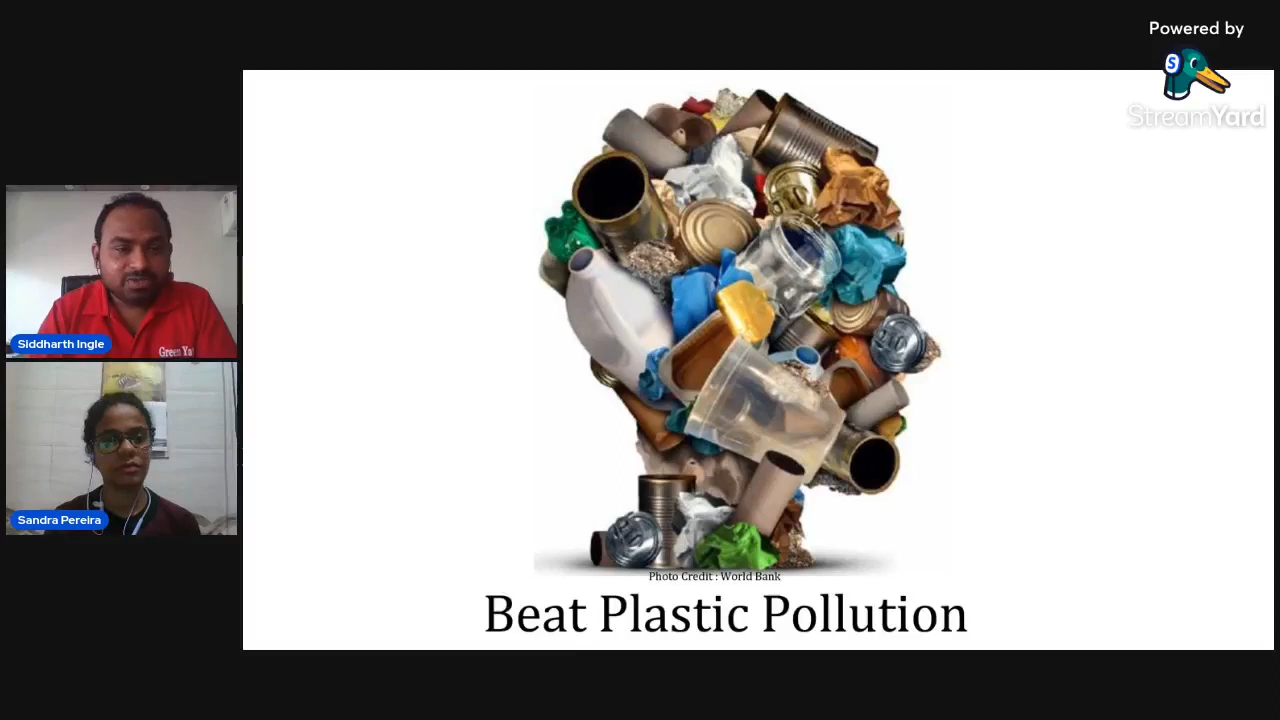 Powered by
StreamYard
Siddharth Ingle
Sandra Pereira
Photo Credit : World Bank
Beat Plastic Pollution